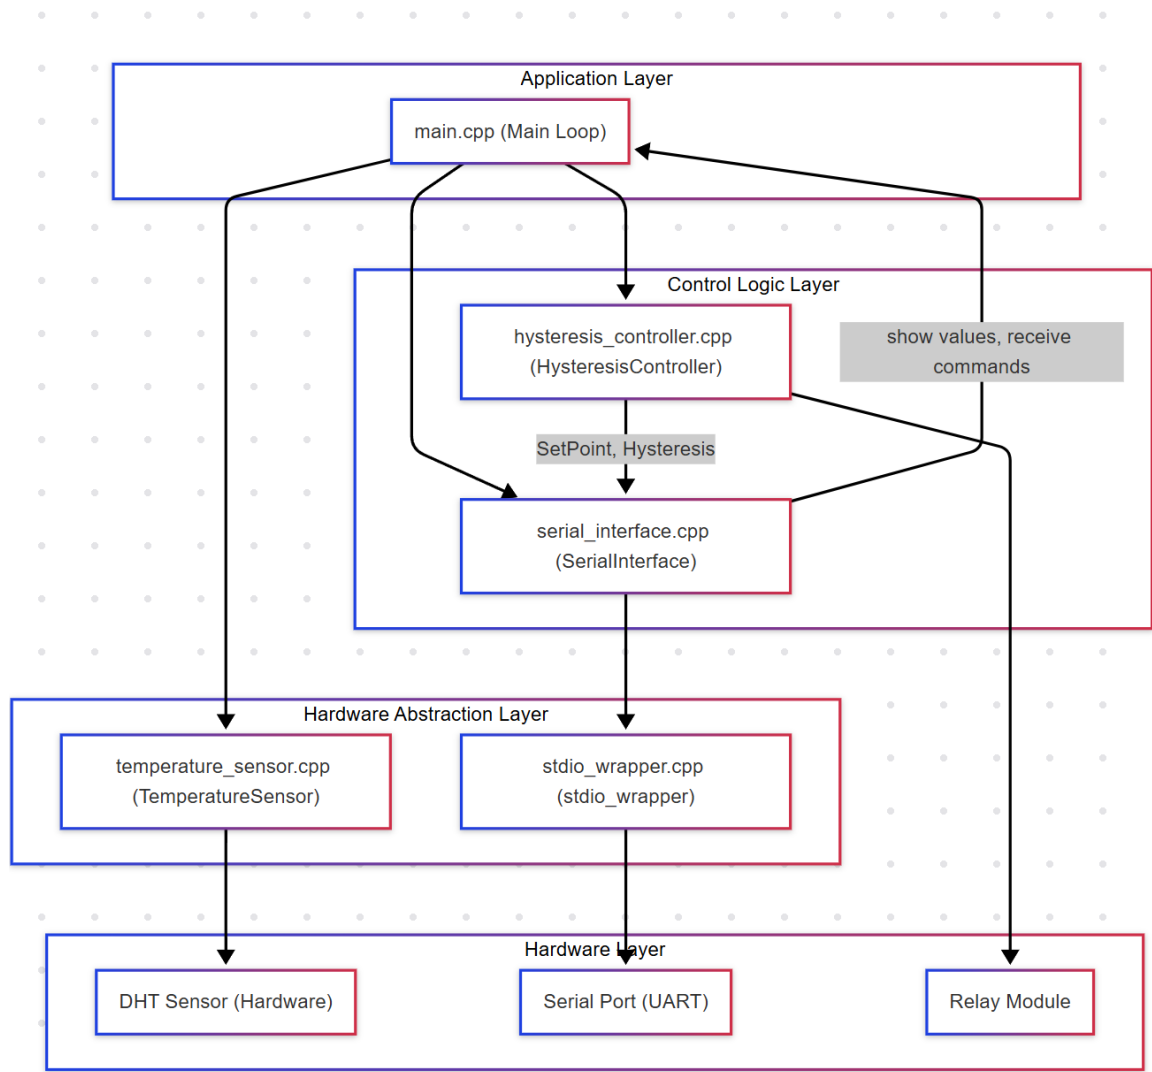 Application Layer
main.cpp (Main Loop)
Control Logic Layer
hysteresis_controller.cpp
(HysteresisController)
show values, receive
commands
SetPoint, Hysteresis
serial_interface.cpp
(SerialInterface)
Hardware Abstraction Layer
temperature_sensor.cpp
(TemperatureSensor)
stdio_wrapper.cpp
(stdio_wrapper)
Hardware Layer
DHT Sensor (Hardware)
Serial Port (UART)
Relay Module